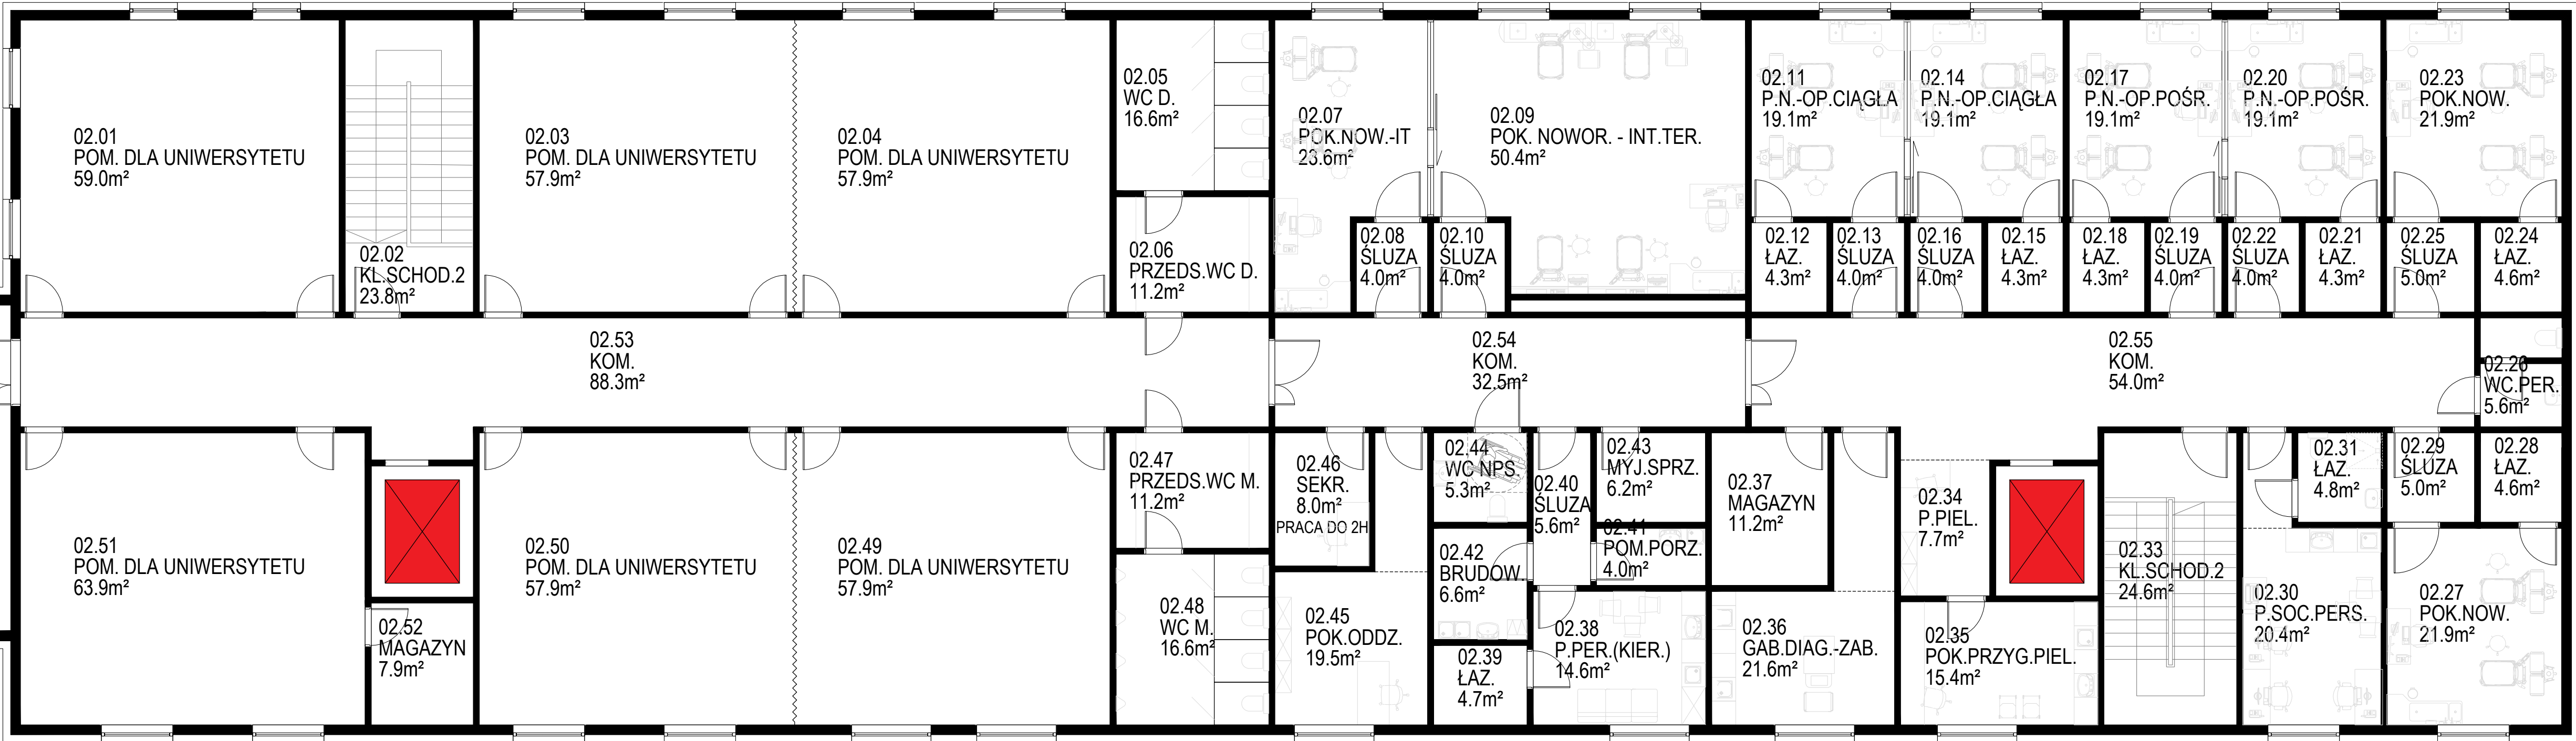 02.01
POM. DLA UNIWERSYTETU
59.0m²
02.02
KL.SCHOD.2
23.8m²
02.03
POM. DLA UNIWERSYTETU
57.9m²
02.04
POM. DLA UNIWERSYTETU
57.9m²
02.05
WC D.
16.6m²
02.06
PRZEDS.WC D.
11.2m²
02.07
POK.NOW.-IT
23.6m²
02.08
ŚLUZA
4.0m²
02.09
POK. NOWOR. - INT.TER.
50.4m²
02.10
ŚLUZA
4.0m²
02.11
P.N.-OP.CIĄGŁA
19.1m²
02.12
ŁAZ.
4.3m²
02.13
ŚLUZA
4.0m²
02.14
P.N.-OP.CIĄGŁA
19.1m²
02.16
ŚLUZA
4.0m²
02.15
ŁAZ.
4.3m²
02.17
P.N.-OP.POŚR.
19.1m²
02.18
ŁAZ.
4.3m²
02.19
ŚLUZA
4.0m²
02.20
P.N.-OP.POŚR.
19.1m²
02.22
ŚLUZA
4.0m²
02.21
ŁAZ.
4.3m²
02.23
POK.NOW.
21.9m²
02.25
ŚLUZA
5.0m²
02.24
ŁAZ.
4.6m²
02.53
KOM.
88.3m²
02.54
KOM.
32.5m²
02.55
KOM.
54.0m²
02.26
WC.PER.
5.6m²
02.51
POM. DLA UNIWERSYTETU
63.9m²
02.52
MAGAZYN
7.9m²
02.50
POM. DLA UNIWERSYTETU
57.9m²
02.49
POM. DLA UNIWERSYTETU
57.9m²
02.47
PRZEDS.WC M.
11.2m²
02.48
WC M.
16.6m²
02.46
SEKR.
8.0m²
PRACA DO 2H
02.45
POK.ODDZ.
19.5m²
02.44
WC NPS.
5.3m²
02.42
BRUDOW.
6.6m²
02.39
ŁAZ.
4.7m²
02.40
ŚLUZA
5.6m²
02.43
MYJ.SPRZ.
6.2m²
02.41
POM.PORZ.
4.0m²
02.38
P.PER.(KIER.)
14.6m²
02.37
MAGAZYN
11.2m²
02.36
GAB.DIAG.-ZAB.
21.6m²
02.34
P.PIEL.
7.7m²
02.35
POK.PRZYG.PIEL.
15.4m²
02.33
KL.SCHOD.2
24.6m²
02.31
ŁAZ.
4.8m²
02.30
P.SOC.PERS.
20.4m²
02.29
ŚLUZA
5.0m²
02.28
ŁAZ.
4.6m²
02.27
POK.NOW.
21.9m²